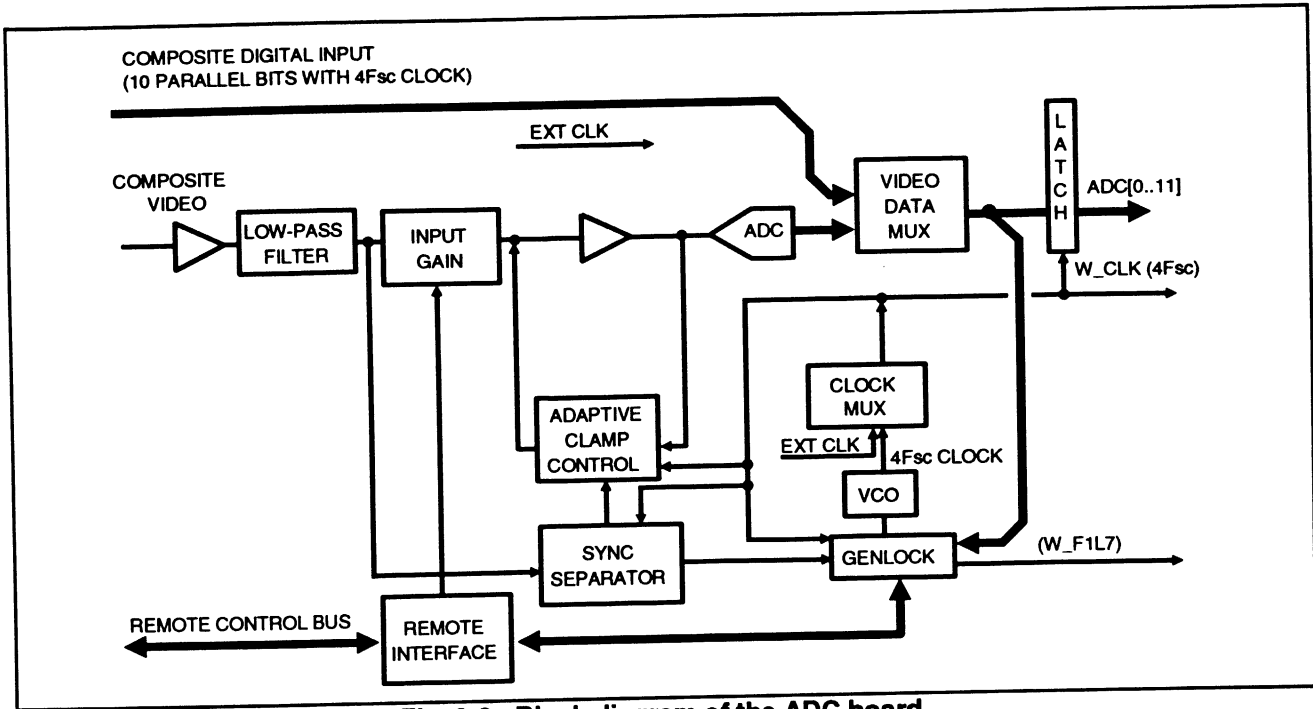 COMPOSITE DIGITAL INPUT
(10 PARALLEL BITS WITH 4Fsc CLOCK)
EXT CLK
COMPOSITE
VIDEO
LOW-PASS
FILTER
INPUT
GAIN
ADC
VIDEO
DATA
MUX
LATCH
ADC[0..11]
W_CLK (4Fsc)
CLOCK
MUX
EXT CLK
4Fsc CLOCK
VCO
ADAPTIVE
CLAMP
CONTROL
SYNC
SEPARATOR
GENLOCK
(W_F1L7)
REMOTE CONTROL BUS
REMOTE
INTERFACE
Block diagram of the ADC board